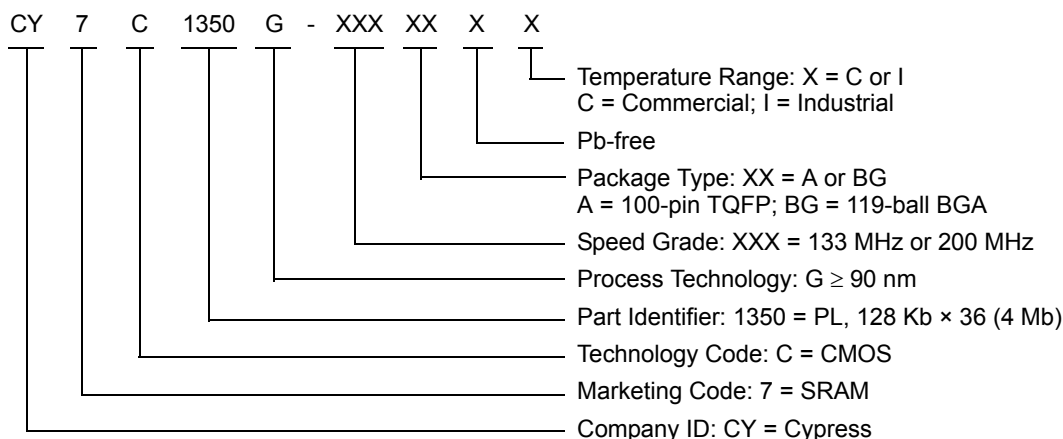 CY 7 C 1350 G - XXX XX X X
Temperature Range: X = C or I
C = Commercial; I = Industrial
Pb-free
Package Type: XX = A or BG
A = 100-pin TQFP; BG = 119-ball BGA
Speed Grade: XXX = 133 MHz or 200 MHz
Process Technology: G ≥ 90 nm
Part Identifier: 1350 = PL, 128 Kb × 36 (4 Mb)
Technology Code: C = CMOS
Marketing Code: 7 = SRAM
Company ID: CY = Cypress